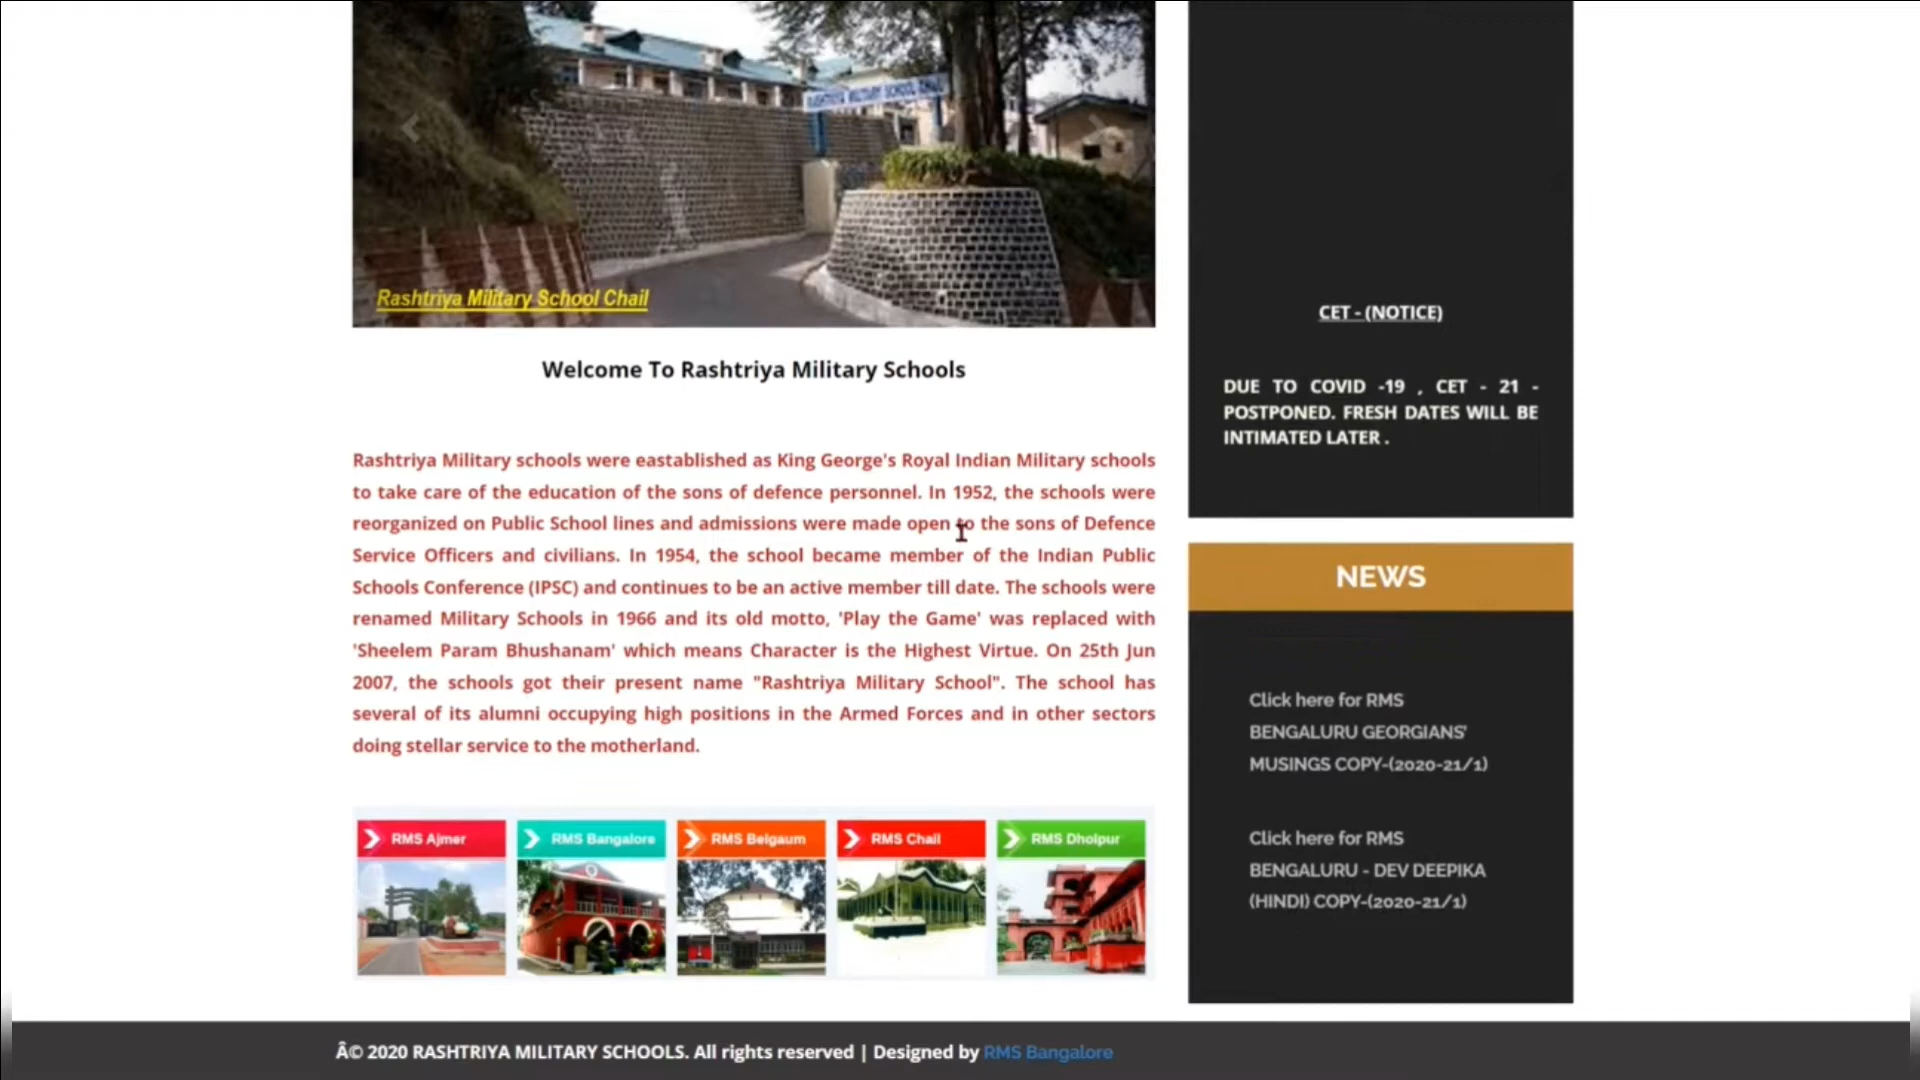 RASHTRIYA MILITARY SCHOOL CHAIL
Rashtriya Military School Chail
Welcome To Rashtriya Military Schools
Rashtriya Military schools were eastablished as King George's Royal Indian Military schools
to take care of the education of the sons of defence personnel. In 1952, the schools were
reorganized on Public School lines and admissions were made open to the sons of Defence
Service Officers and civilians. In 1954, the school became member of the Indian Public
Schools Conference (IPSC) and continues to be an active member till date. The schools were
renamed Military Schools in 1966 and its old motto, 'Play the Game' was replaced with
'Sheelem Param Bhushanam' which means Character is the Highest Virtue. On 25th Jun
2007, the schools got their present name "Rashtriya Military School". The school has
several of its alumni occupying high positions in the Armed Forces and in other sectors
doing stellar service to the motherland.
RMS Ajmer
RMS Bangalore
RMS Belgaum
RMS Chail
RMS Dholpur
CET - (NOTICE)
DUE TO COVID -19 , CET - 21 -
POSTPONED. FRESH DATES WILL BE
INTIMATED LATER .
NEWS
Click here for RMS
BENGALURU GEORGIANS'
MUSINGS COPY-(2020-21/1)
Click here for RMS
BENGALURU - DEV DEEPIKA
(HINDI) COPY-(2020-21/1)
Â© 2020 RASHTRIYA MILITARY SCHOOLS. All rights reserved | Designed by RMS Bangalore